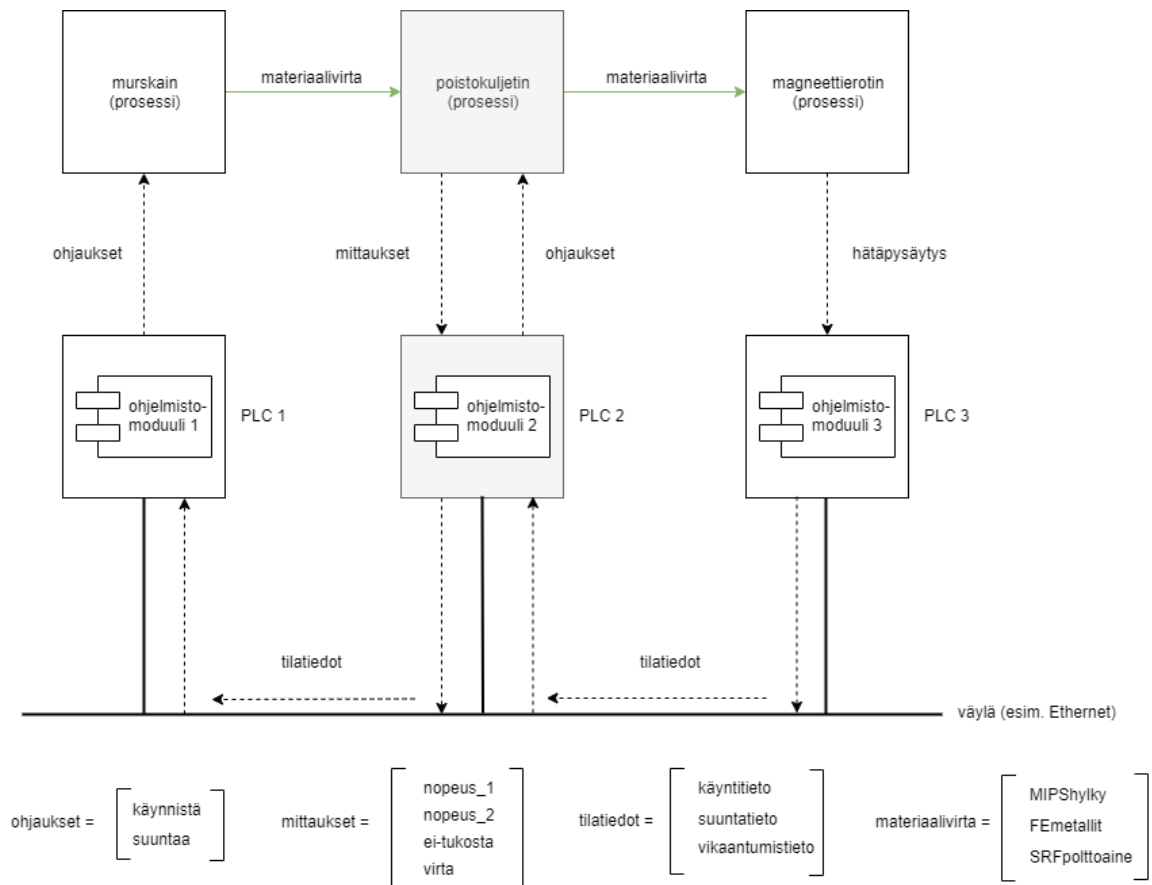 murskain
(prosessi)
materiaalivirta
poistokuljetin
(prosessi)
materiaalivirta
magneettierotin
(prosessi)
ohjaukset
mittaukset
ohjaukset
hätäpysäytys
ohjelmisto-
moduuli 1
PLC 1
ohjelmisto-
moduuli 2
PLC 2
ohjelmisto-
moduuli 3
PLC 3
tilatiedot
tilatiedot
väylä (esim. Ethernet)
ohjaukset =
käynnistä
suuntaa
mittaukset =
nopeus_1
nopeus_2
ei-tukosta
virta
tilatiedot =
käyntitieto
suuntatieto
vikaantumistieto
materiaalivirta =
MIPShylky
FEmetallit
SRFpolttoaine